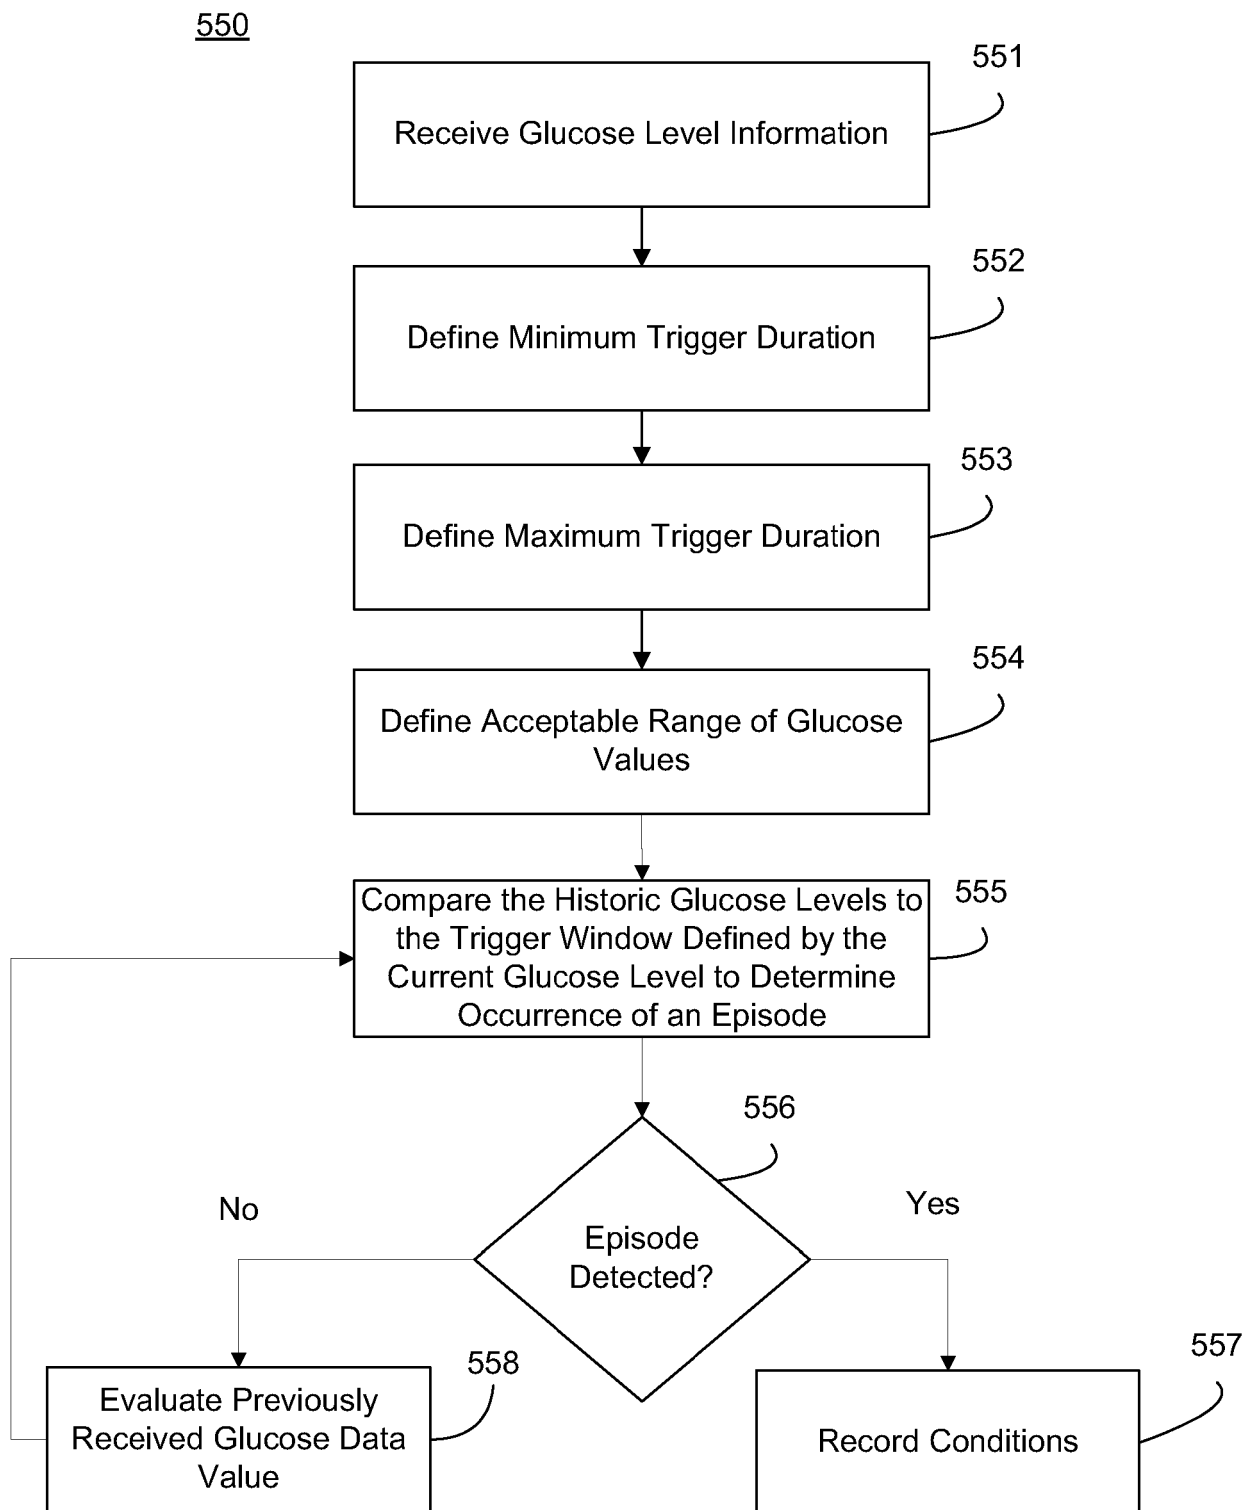 550
551
Receive Glucose Level Information
552
Define Minimum Trigger Duration
553
Define Maximum Trigger Duration
554
Define Acceptable Range of Glucose
Values
555
Compare the Historic Glucose Levels to
the Trigger Window Defined by the
Current Glucose Level to Determine
Occurrence of an Episode
556
No
Yes
Episode
Detected?
557
558
Evaluate Previously
Received Glucose Data
Value
Record Conditions